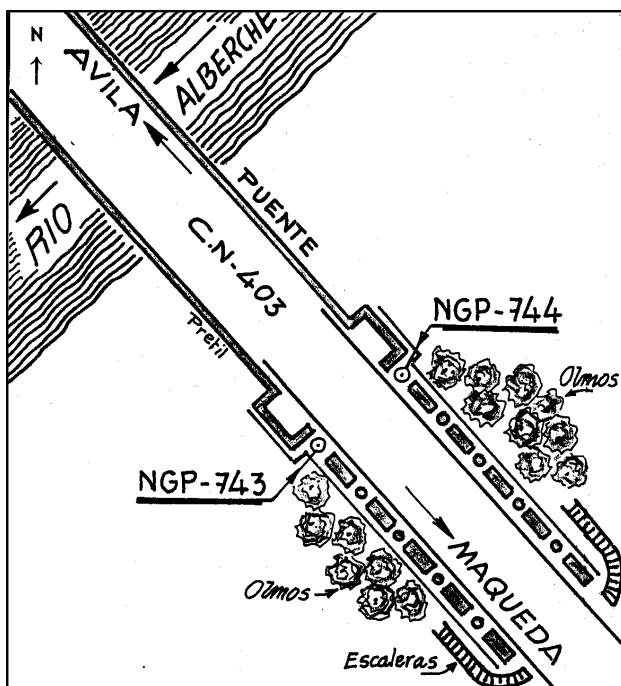 N
AVILA
ALBERCHE
RIO
PUENTE
C.N-403
Pretil
NGP-744
Olmos
NGP-743
MAQUEDA
Olmos
Escaleras